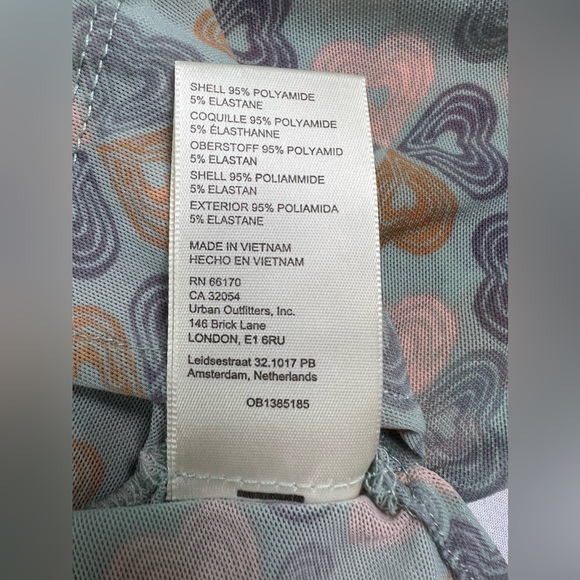 SHELL 95% POLYAMIDE
5% ELASTANE
COQUILLE 95% POLYAMIDE
5% ÉLASTHANNE
OBERSTOFF 95% POLYAMID
5% ELASTAN
SHELL 95% POLIAMMIDE
5% ELASTAN
EXTERIOR 95% POLIAMIDA
5% ELASTANE
MADE IN VIETNAM
HECHO EN VIETNAM
RN 66170
CA 32054
Urban Outfitters, Inc.
146 Brick Lane
LONDON, E1 6RU
Leidsestraat 32.1017 PB
Amsterdam, Netherlands
OB1385185